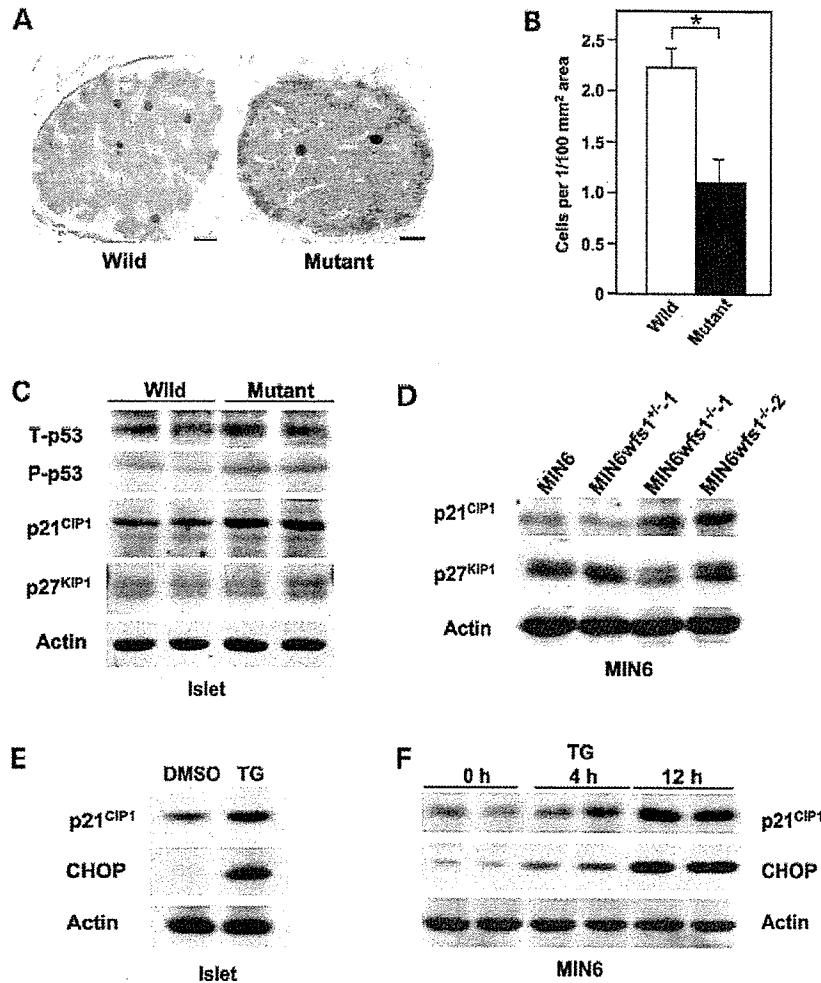 A
Wild
Mutant
B
Cells per 1/100 mm² area
2.5
2.0
1.5
1.0
0.5
0
*
Wild
Mutant
C
Wild Mutant
T-p53
P-p53
p21CIP1
p27KIP1
Actin
Islet
D
MIN6
MIN6wfs1+/--1
MIN6wfs1-/--1
MIN6wfs1-/--2
p21CIP1
p27KIP1
Actin
MIN6
E
DMSO TG
p21CIP1
CHOP
Actin
Islet
F
TG
0 h 4 h 12 h
p21CIP1
CHOP
Actin
MIN6